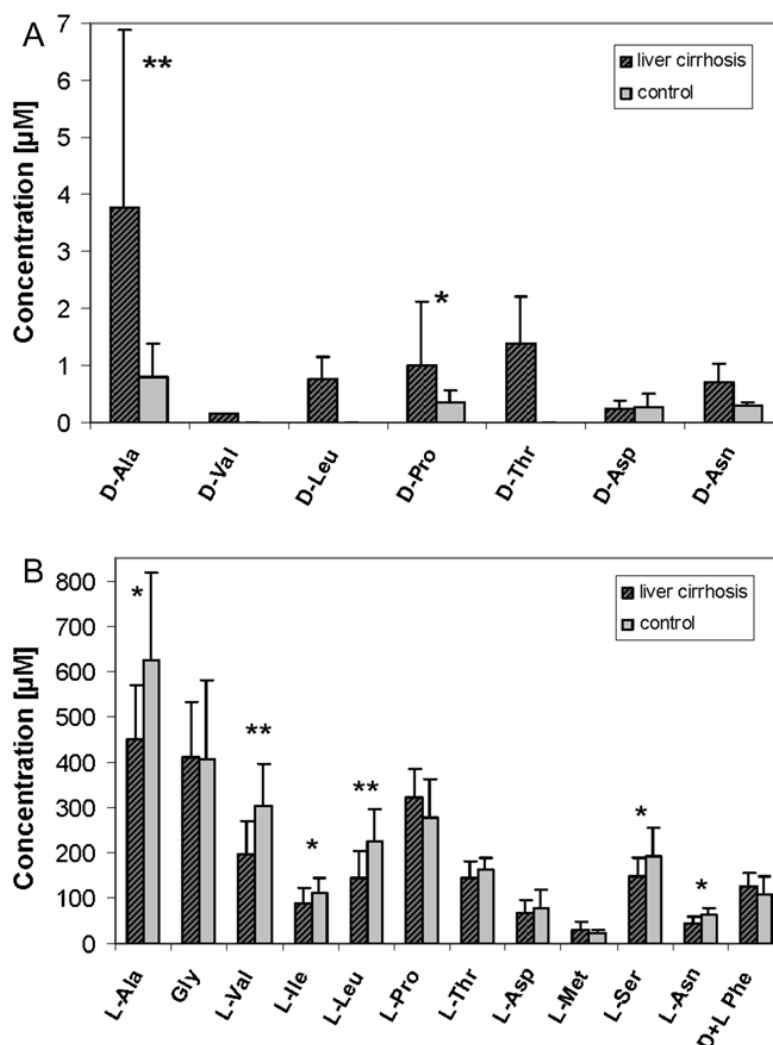 A
Concentration [µM]
7
6
5
4
3
2
1
0
**
*
liver cirrhosis
control
D-Ala
D-Val
D-Leu
D-Pro
D-Thr
D-Asp
D-Asn
B
Concentration [µM]
800
700
600
500
400
300
200
100
0
*
**
*
**
*
*
liver cirrhosis
control
L-Ala
Gly
L-Val
L-Ile
L-Leu
L-Pro
L-Thr
L-Asp
L-Met
L-Ser
L-Asn
D+L Phe